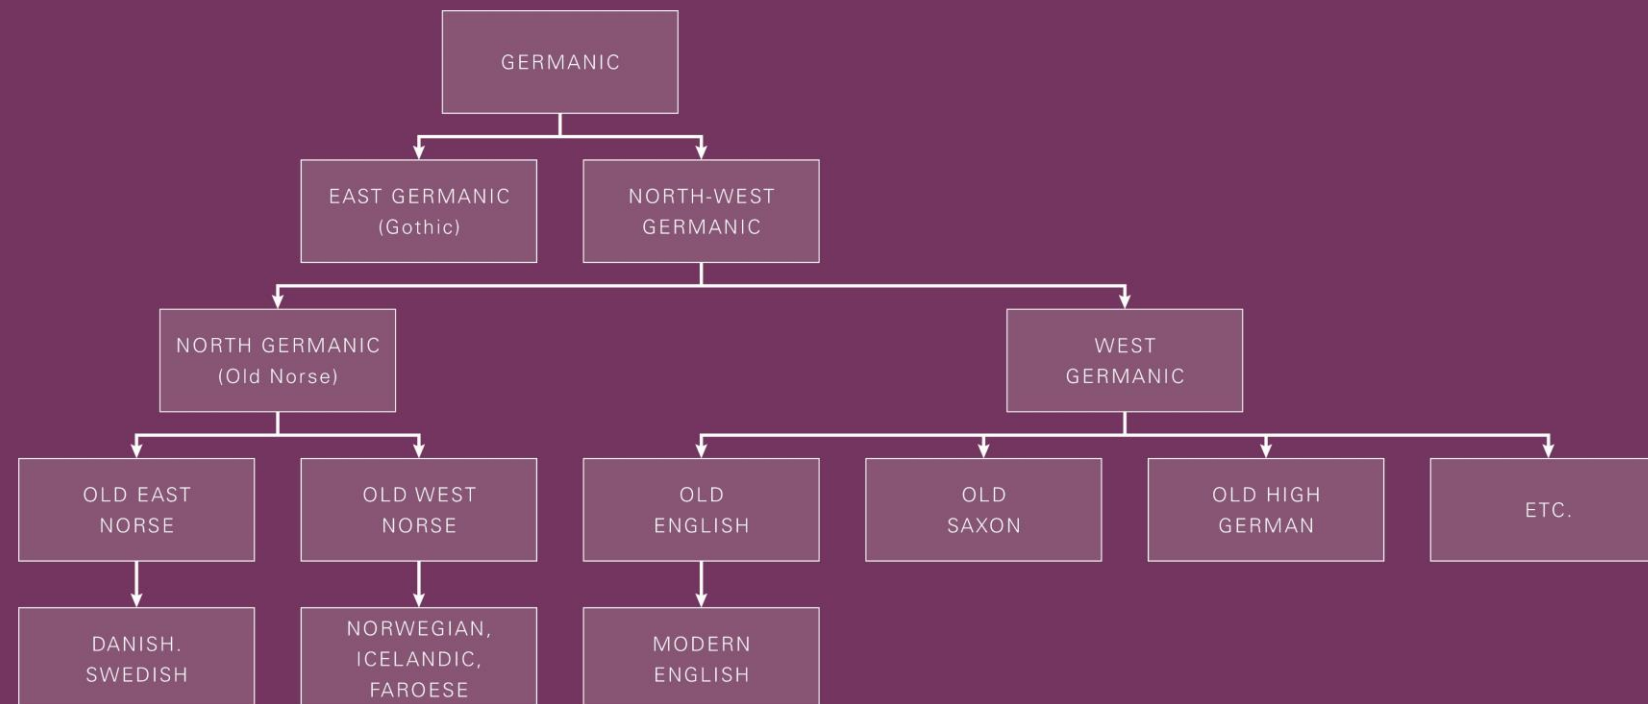 GERMANIC
EAST GERMANIC
(Gothic)
NORTH-WEST
GERMANIC
NORTH GERMANIC
(Old Norse)
WEST
GERMANIC
OLD EAST
NORSE
OLD WEST
NORSE
OLD
ENGLISH
OLD
SAXON
OLD HIGH
GERMAN
ETC.
DANISH.
SWEDISH
NORWEGIAN,
ICELANDIC,
FAROESE
MODERN
ENGLISH